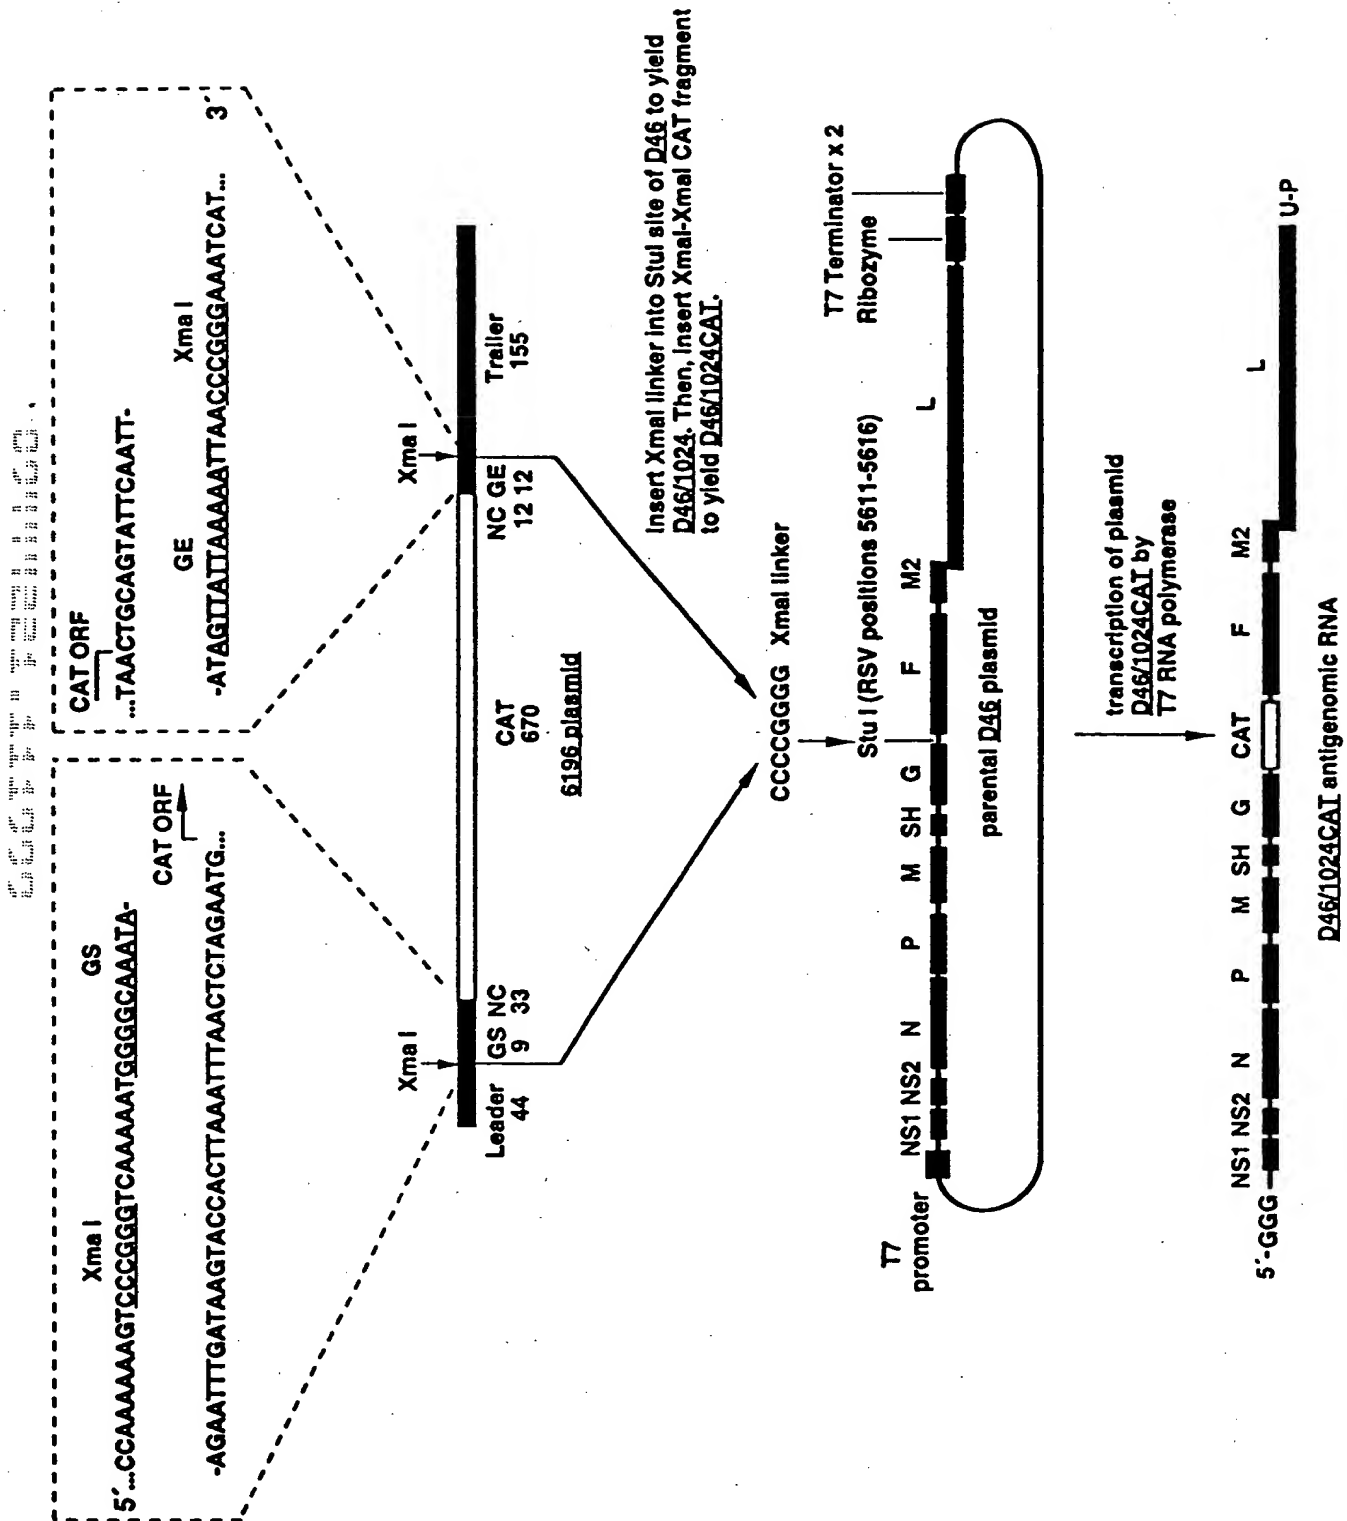 Xma I GS
5´...CCAAAAAGTCCCGGGTCAAAAATGGGGCAAATA-
CAT ORF
-AGAATTTGATAAGTACCACTTAAATTTAACTCTAGAATG...
CAT ORF
...TAACTGCAGTATTCAATT-
GE Xma I
-ATAGTTATTAAAAATTAACCCGGGAAATCAT... 3´
Xma I Xma I
Leader GS NC CAT NC GE Trailer
44 9 33 670 12 12 155
6196 plasmid
Insert XmaI linker into StuI site of D46 to yield
D46/1024. Then, insert XmaI-XmaI CAT fragment
to yield D46/1024CAT.
CCCCGGGG XmaI linker
Stu I (RSV positions 5611-5616)
T7 Terminator x 2
Ribozyme
T7
promoter
NS1 NS2 N P M SH G F M2 L
parental D46 plasmid
transcription of plasmid
D46/1024CAT by
T7 RNA polymerase
NS1 NS2 N P M SH G CAT F M2 L
5´-GGG
U-P
D46/1024CAT antigenomic RNA